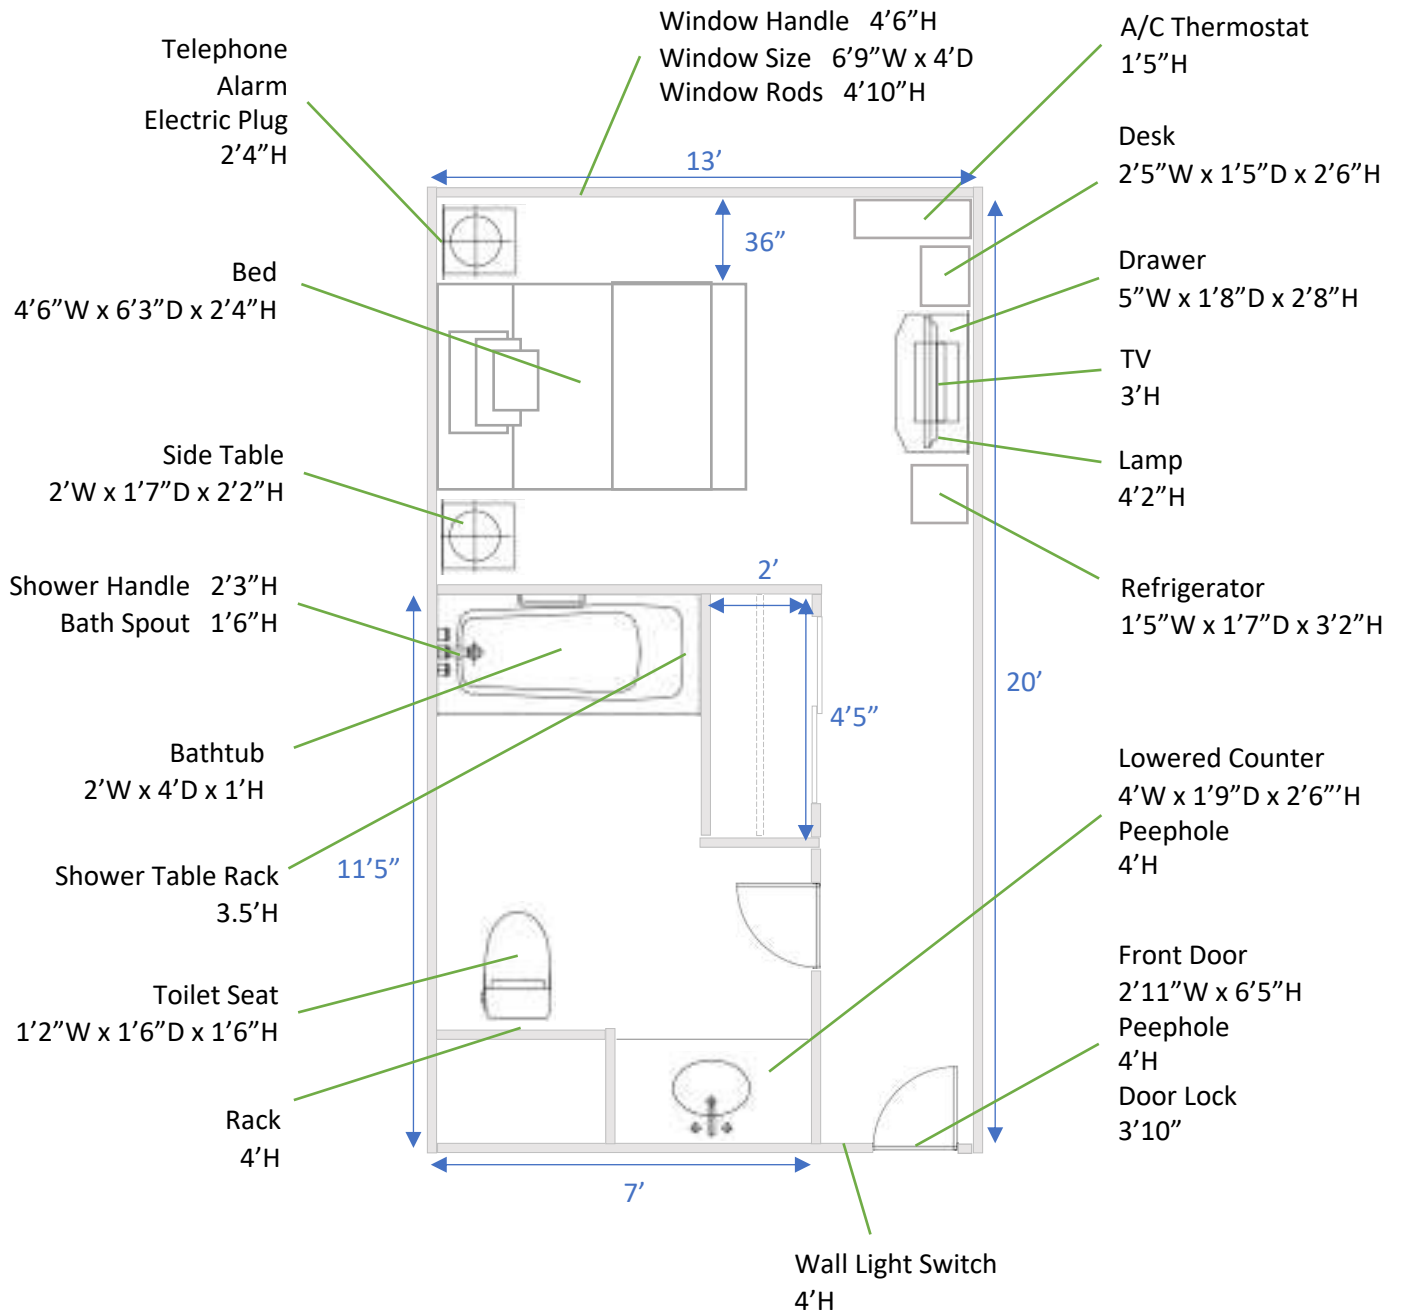 Telephone
Alarm
Electric Plug
2’4”H
Window Handle   4’6”H
Window Size   6’9”W x 4’D
Window Rods   4’10”H
A/C Thermostat
1’5”H
Desk
2’5”W x 1’5”D x 2’6”H
13’
36”
Bed
4’6”W x 6’3”D x 2’4”H
Drawer
5”W x 1’8”D x 2’8”H
TV
3’H
Side Table
2’W x 1’7”D x 2’2”H
Lamp
4’2”H
Shower Handle   2’3”H
Bath Spout   1’6”H
2’
Refrigerator
1’5”W x 1’7”D x 3’2”H
20’
4’5”
Bathtub
2’W x 4’D x 1’H
Lowered Counter
4’W x 1’9”D x 2’6”’H
Peephole
4’H
Shower Table Rack
3.5’H
11’5”
Toilet Seat
1’2”W x 1’6”D x 1’6”H
Front Door
2’11”W x 6’5”H
Peephole
4’H
Door Lock
3’10”
Rack
4’H
7’
Wall Light Switch
4’H